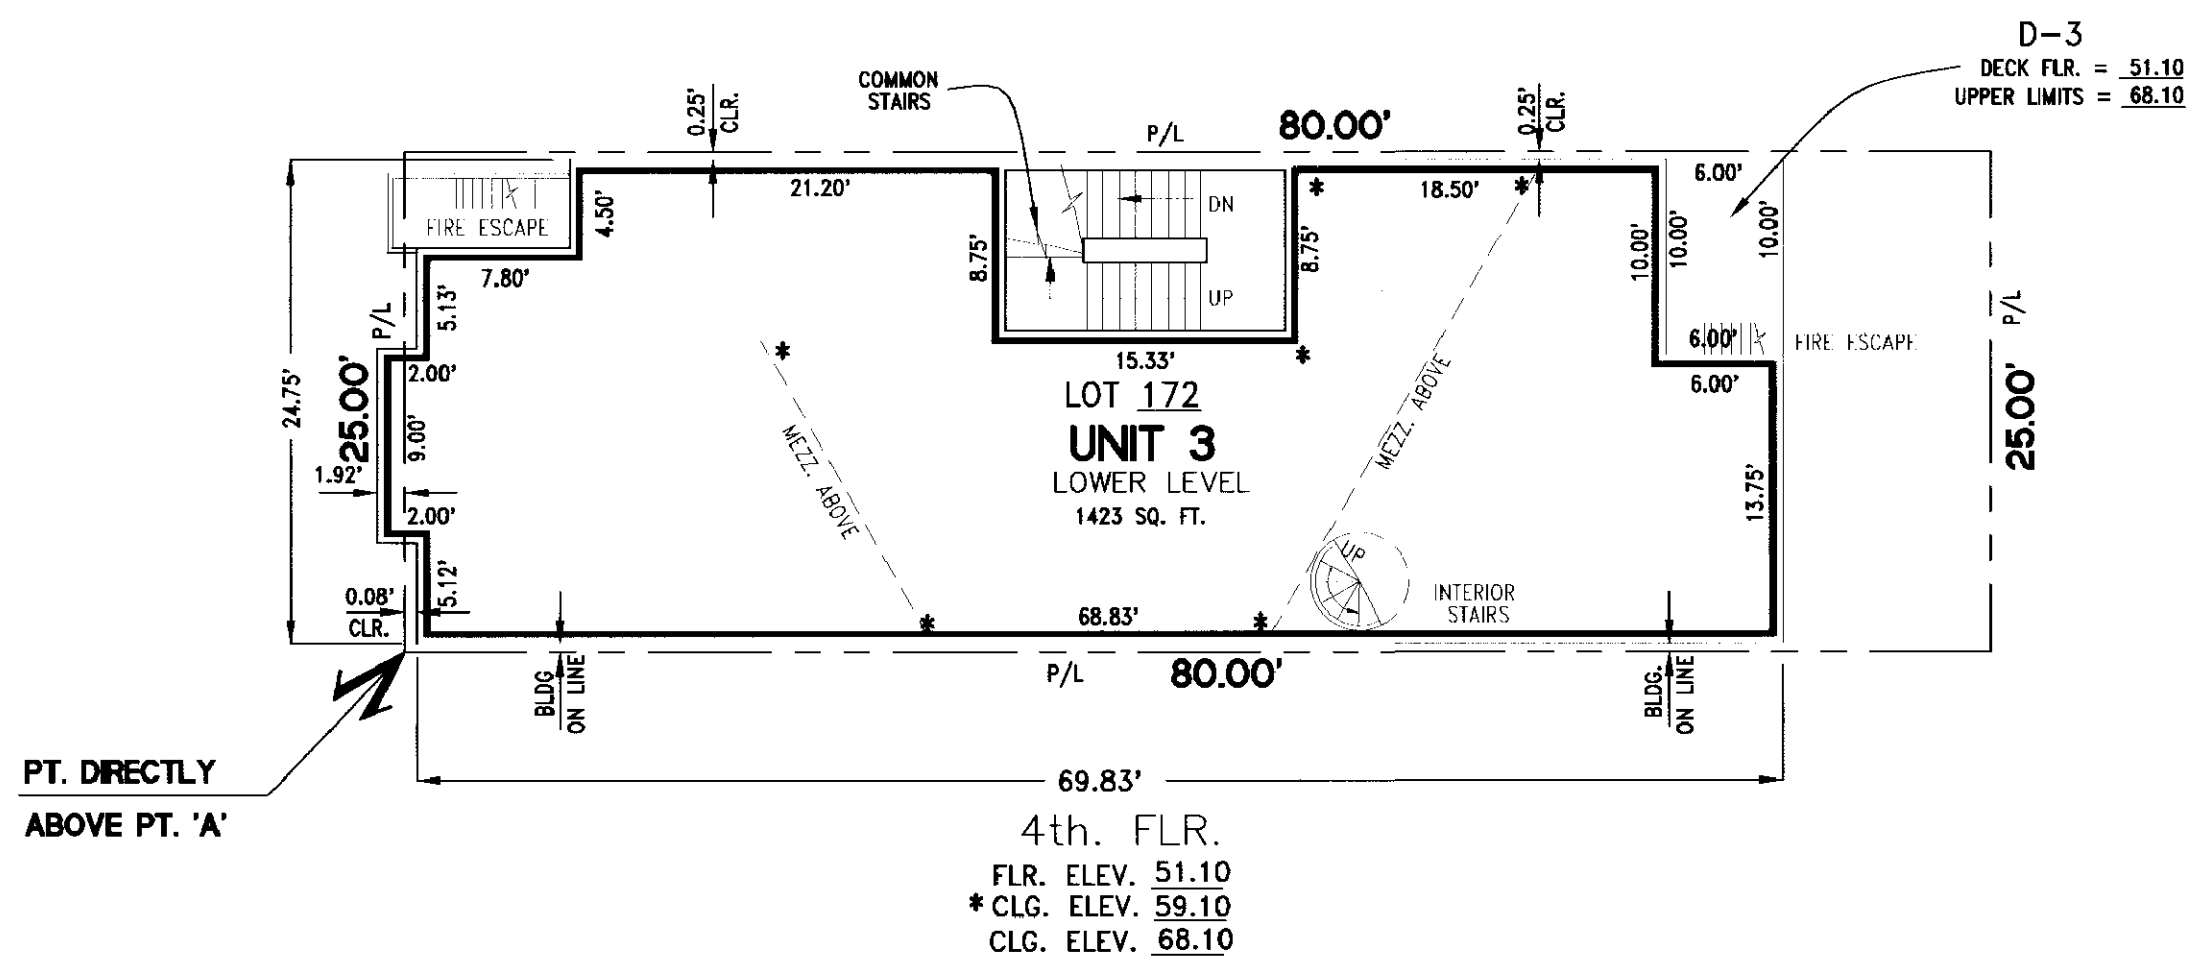 D-3
DECK FLR. = 51.10
UPPER LIMITS = 68.10
COMMON
STAIRS
0.25'
CLR.
P/L
80.00'
0.25'
CLR.
21.20'
18.50'
*
*
6.00'
FIRE ESCAPE
4.50'
DN
UP
8.75'
8.75'
10.00'
10.00'
10.00'
7.80'
5.13'
P/L
P/L
2.00'
*
*
15.33'
6.00'
FIRE ESCAPE
6.00'
24.75'
25.00'
9.00'
LOT 172
UNIT 3
LOWER LEVEL
1423 SQ. FT.
MEZZ. ABOVE
MEZZ. ABOVE
25.00'
13.75'
1.92'
2.00'
5.12'
0.08'
CLR.
UP
INTERIOR
STAIRS
*
68.83'
*
BLDG
ON LINE
P/L
80.00'
BLDG.
ON LINE
N
PT. DIRECTLY
ABOVE PT. 'A'
69.83'
4th. FLR.
FLR. ELEV. 51.10
* CLG. ELEV. 59.10
CLG. ELEV. 68.10